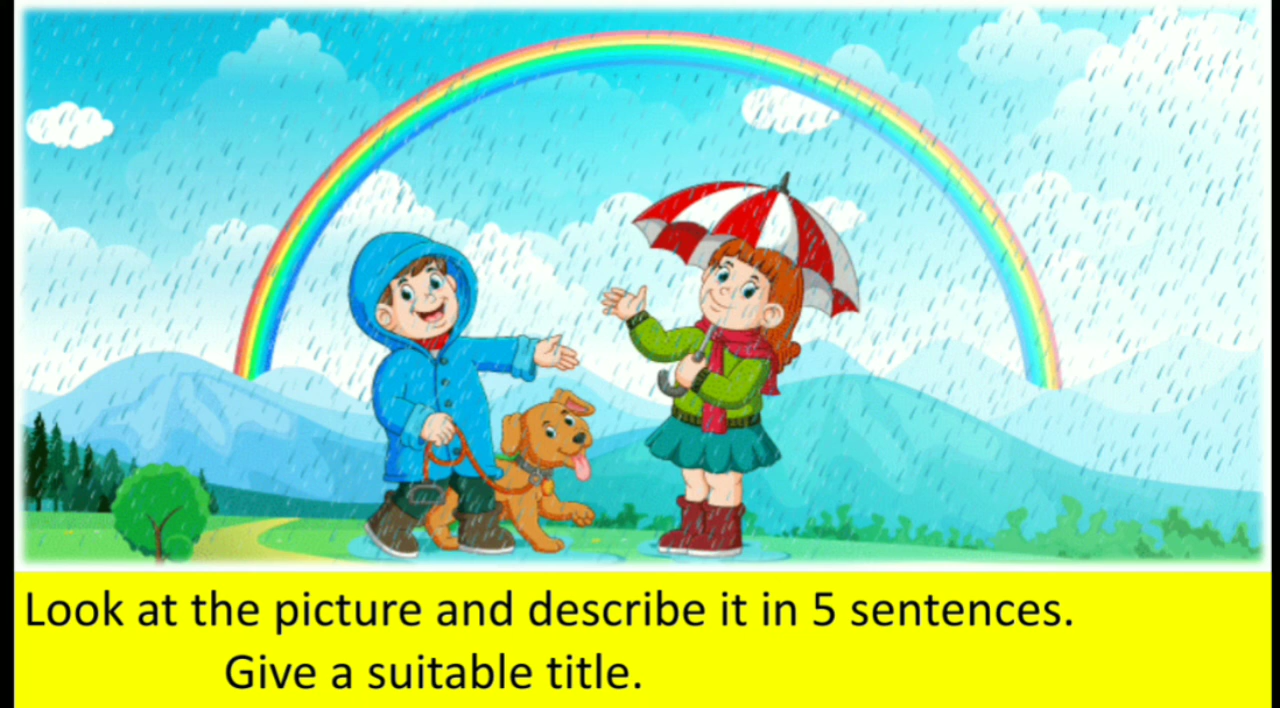 Look at the picture and describe it in 5 sentences.
Give a suitable title.